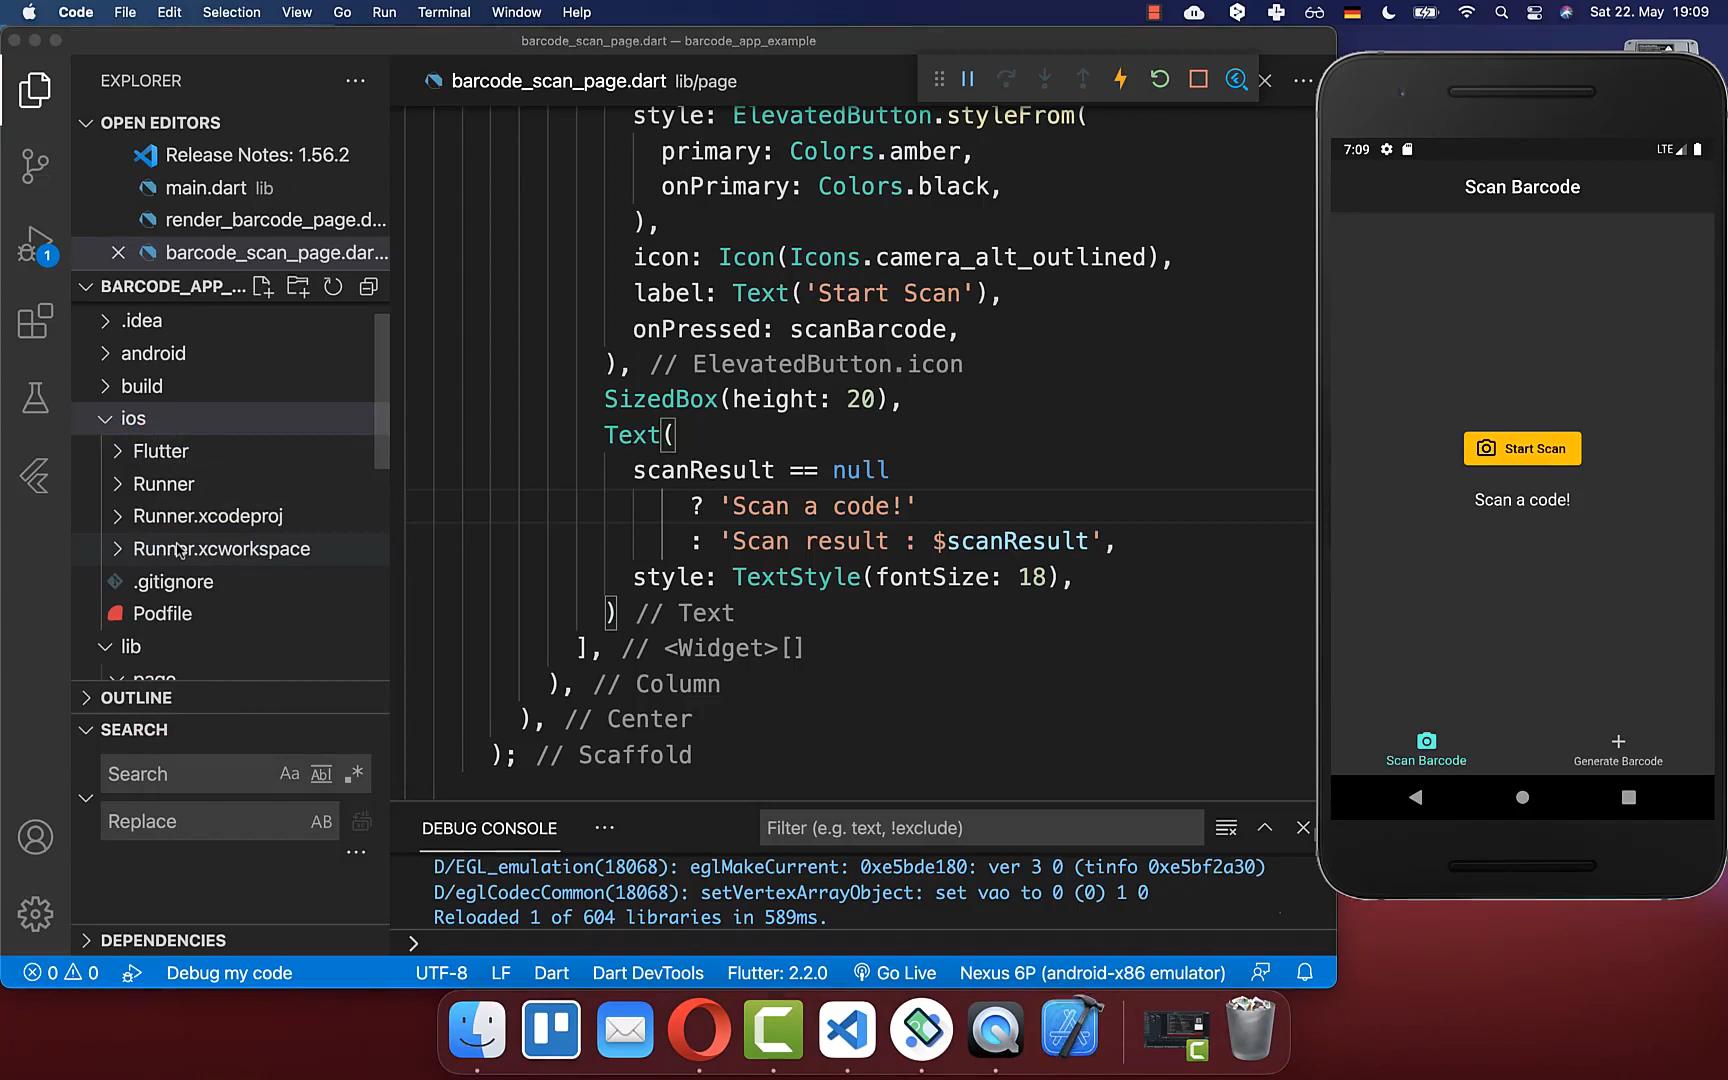 Code File Edit Selection View Go Run Terminal Window Help Sat 22. May 19:09
barcode_scan_page.dart — barcode_app_example
EXPLORER
OPEN EDITORS
Release Notes: 1.56.2
main.dart lib
render_barcode_page.d...
barcode_scan_page.dar...
BARCODE_APP_...
.idea
android
build
ios
Flutter
Runner
Runner.xcodeproj
Runner.xcworkspace
.gitignore
Podfile
lib
page
OUTLINE
SEARCH
Search Aa Abl .*
Replace AB
...
DEPENDENCIES
1
barcode_scan_page.dart lib/page
style: ElevatedButton.styleFrom(
primary: Colors.amber,
onPrimary: Colors.black,
),
icon: Icon(Icons.camera_alt_outlined),
label: Text('Start Scan'),
onPressed: scanBarcode,
), // ElevatedButton.icon
SizedBox(height: 20),
Text(
scanResult == null
? 'Scan a code!'
: 'Scan result : $scanResult',
style: TextStyle(fontSize: 18),
) // Text
], // <Widget>[]
), // Column
), // Center
); // Scaffold
DEBUG CONSOLE ... Filter (e.g. text, !exclude)
D/EGL_emulation(18068): eglMakeCurrent: 0xe5bde180: ver 3 0 (tinfo 0xe5bf2a30)
D/eglCodecCommon(18068): setVertexArrayObject: set vao to 0 (0) 1 0
Reloaded 1 of 604 libraries in 589ms.
>
0 0 Debug my code UTF-8 LF Dart Dart DevTools Flutter: 2.2.0 Go Live Nexus 6P (android-x86 emulator)
7:09 LTE
Scan Barcode
Start Scan
Scan a code!
Scan Barcode Generate Barcode